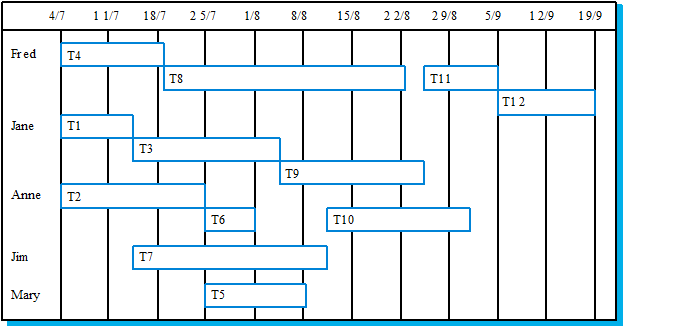 4/7 1 1/7 18/7 2 5/7 1/8 8/8 15/8 2 2/8 2 9/8 5/9 1 2/9 19/9
Fred
T4
T8 T11
T1 2
Jane T1
T3
T9
Anne T2
T6 T10
Jim T7
Mary T5